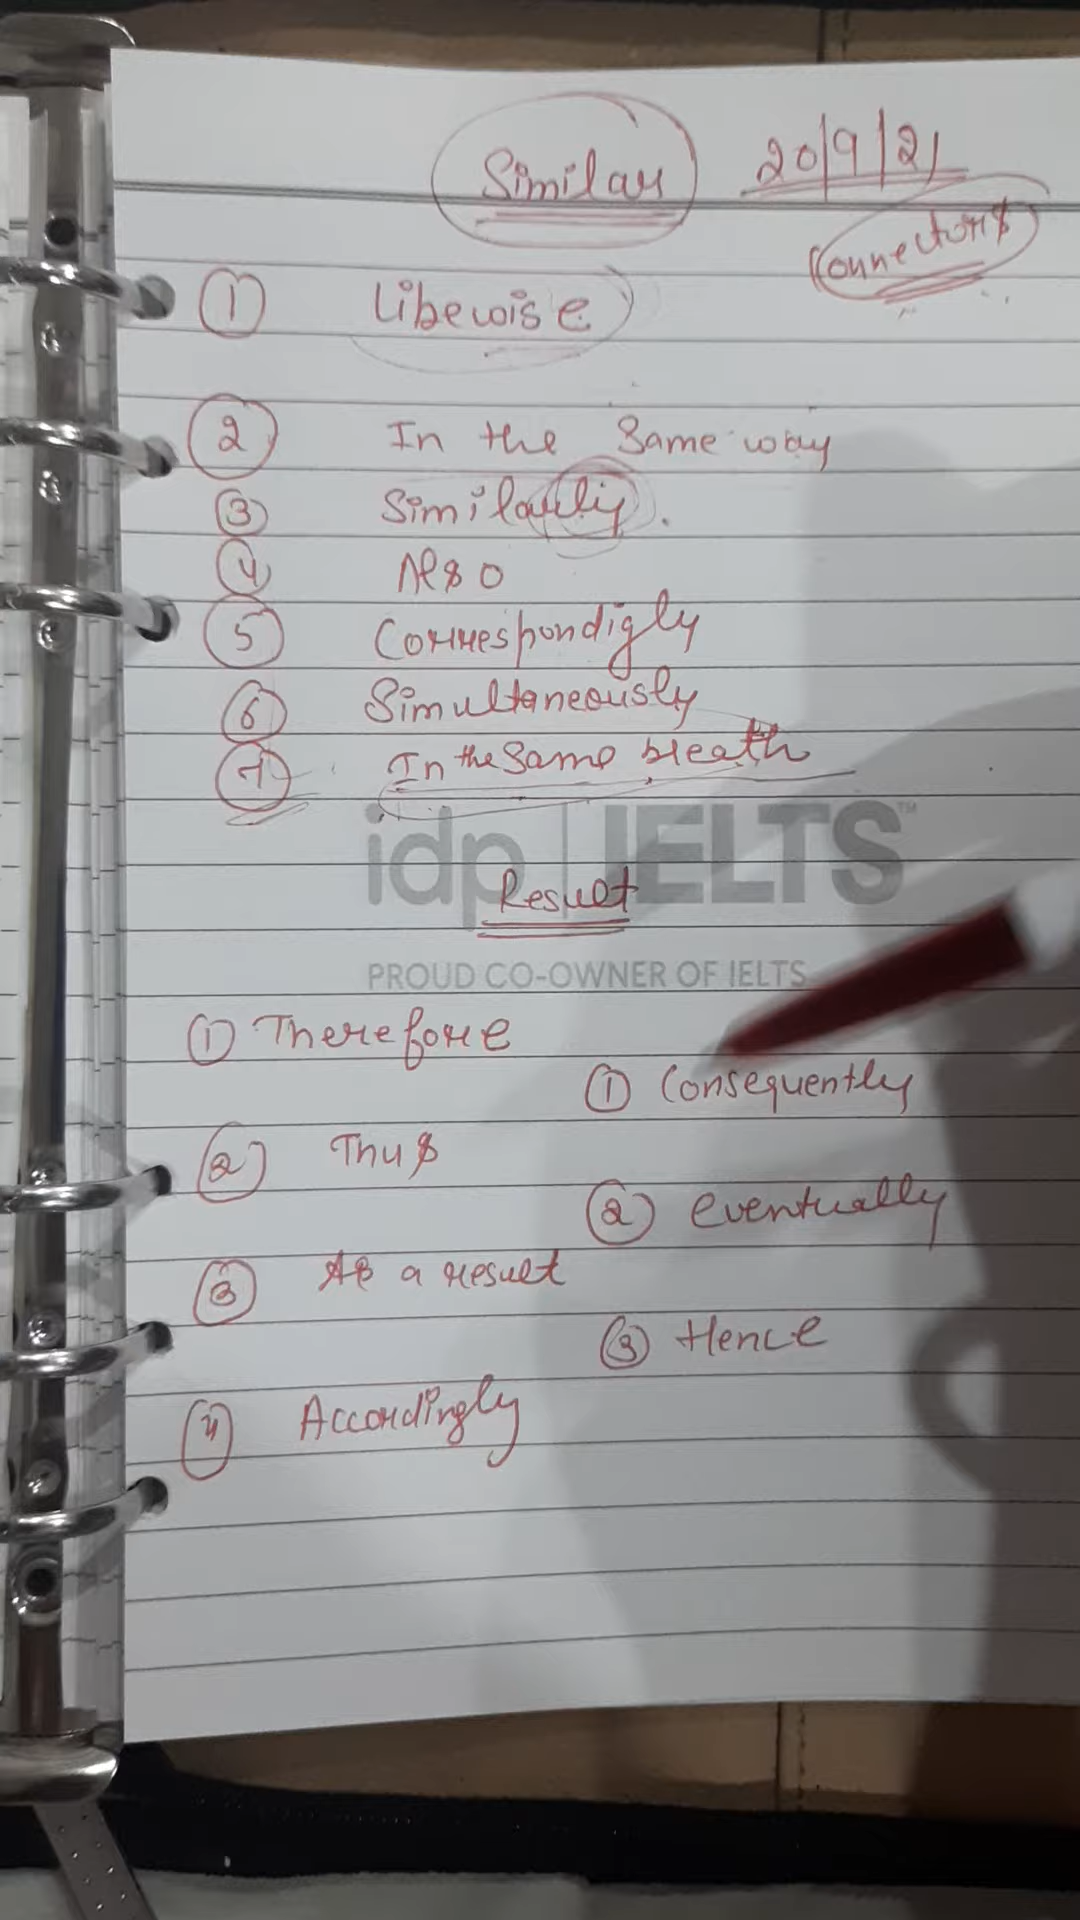 Similar 20/9/21
Connectors
1 Likewise
2 In the Same way
3 Similarly.
4 Also
5 Correspondigly
6 Simultaneously
7 In the Same breath
idp IELTS™
Result
PROUD CO-OWNER OF IELTS
1 Therefore
1 Consequently
2 Thus
2 eventually
3 As a result
3 Hence
4 Accordingly